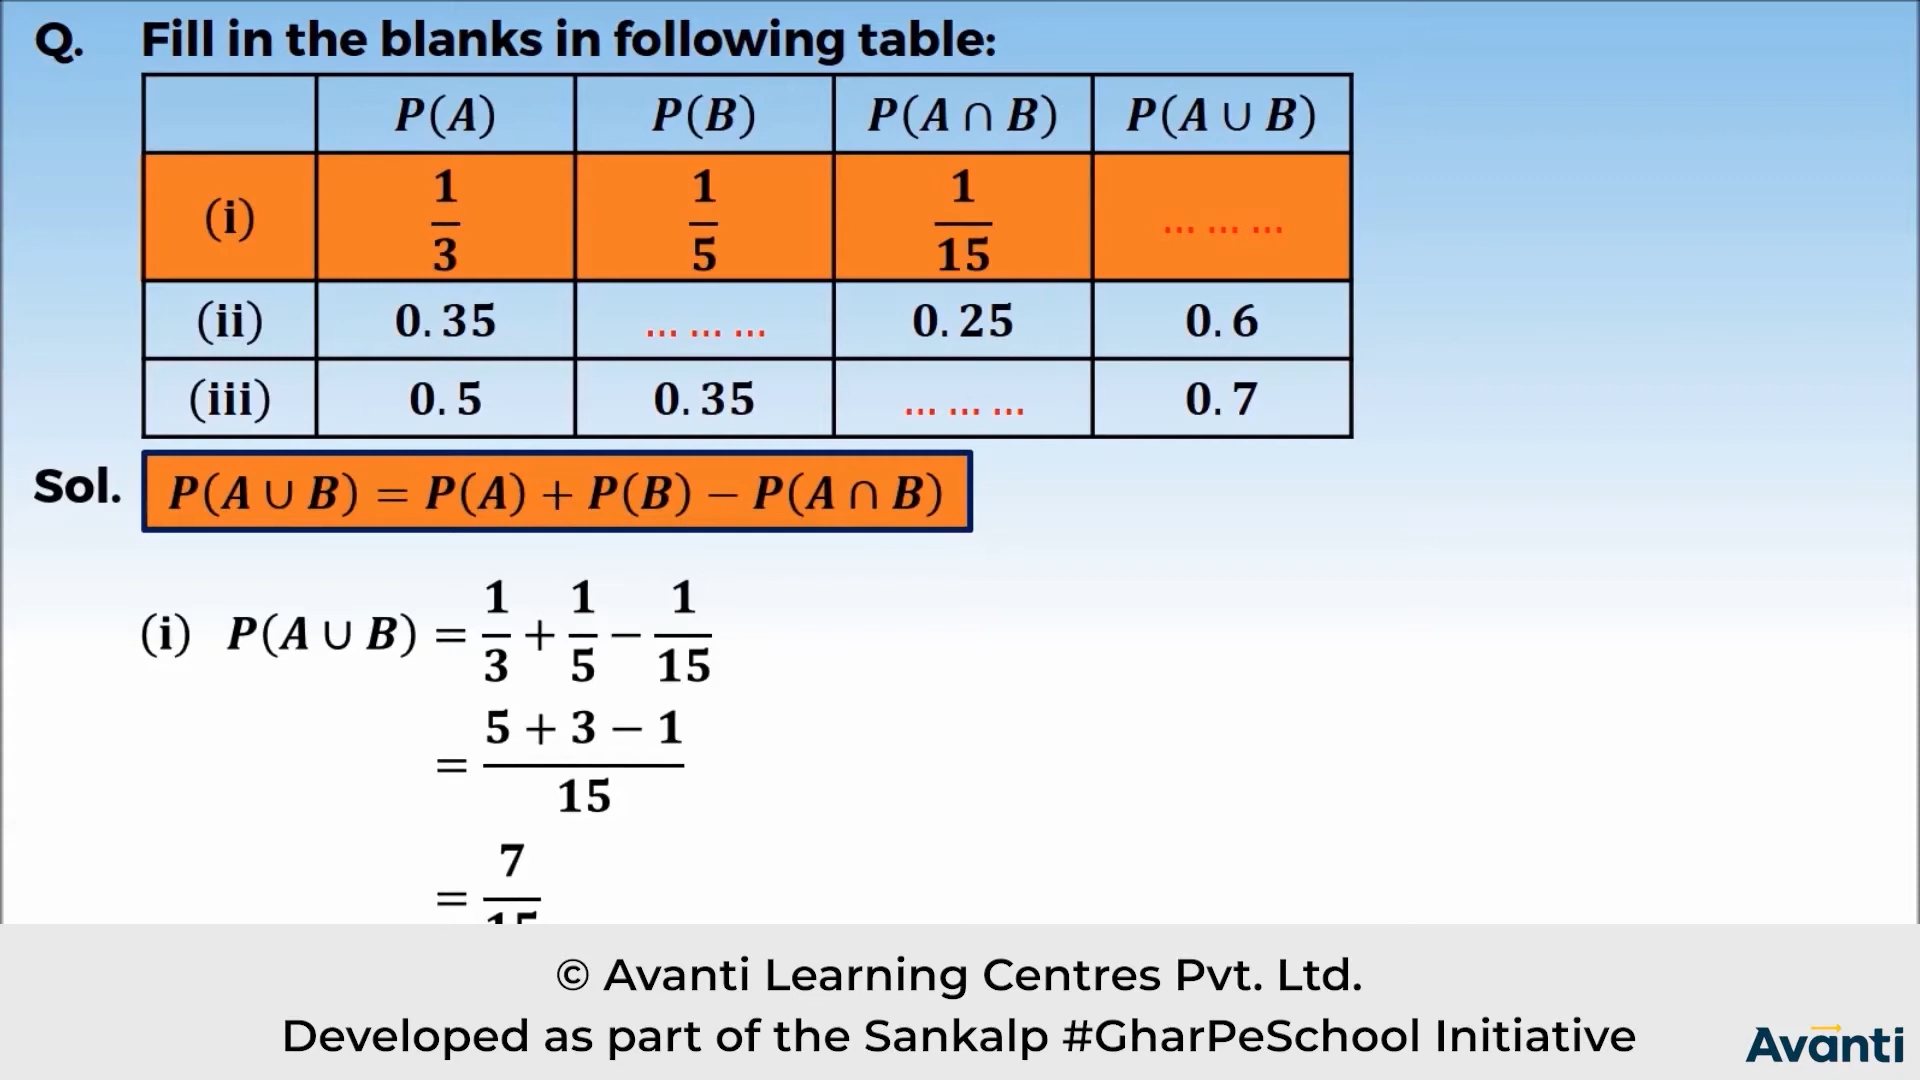 Q. Fill in the blanks in following table:
P(A) P(B) P(A ∩ B) P(A ∪ B)
(i) 1/3 1/5 1/15 ... ... ...
(ii) 0.35 ... ... ... 0.25 0.6
(iii) 0.5 0.35 ... ... ... 0.7
Sol. P(A ∪ B) = P(A) + P(B) − P(A ∩ B)
(i) P(A ∪ B) = 1/3 + 1/5 − 1/15
= (5 + 3 − 1)/15
= 7/15
© Avanti Learning Centres Pvt. Ltd.
Developed as part of the Sankalp #GharPeSchool Initiative
Avanti